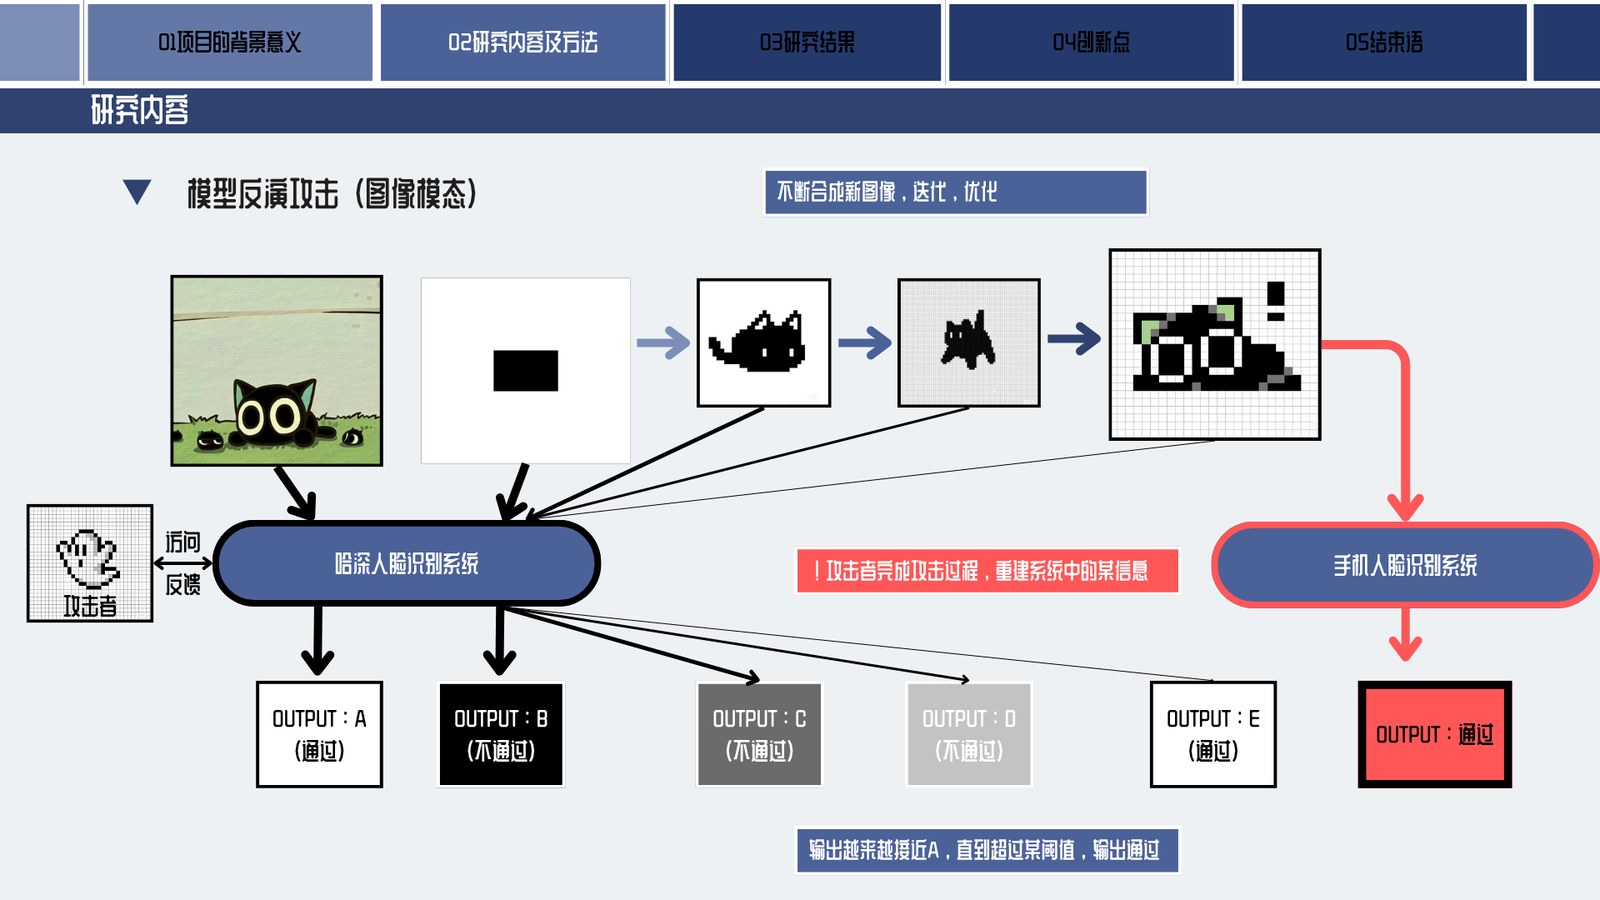 01项目的背景意义
02研究内容及方法
03研究结果
04创新点
05结束语
研究内容
模型反演攻击（图像模态）
不断合成新图像，迭代，优化
攻击者
访问
反馈
哈深人脸识别系统
！攻击者完成攻击过程，重建系统中的某信息
手机人脸识别系统
OUTPUT：A
（通过）
OUTPUT：B
（不通过）
OUTPUT：C
（不通过）
OUTPUT：D
（不通过）
OUTPUT：E
（通过）
OUTPUT：通过
输出越来越接近A，直到超过某阈值，输出通过